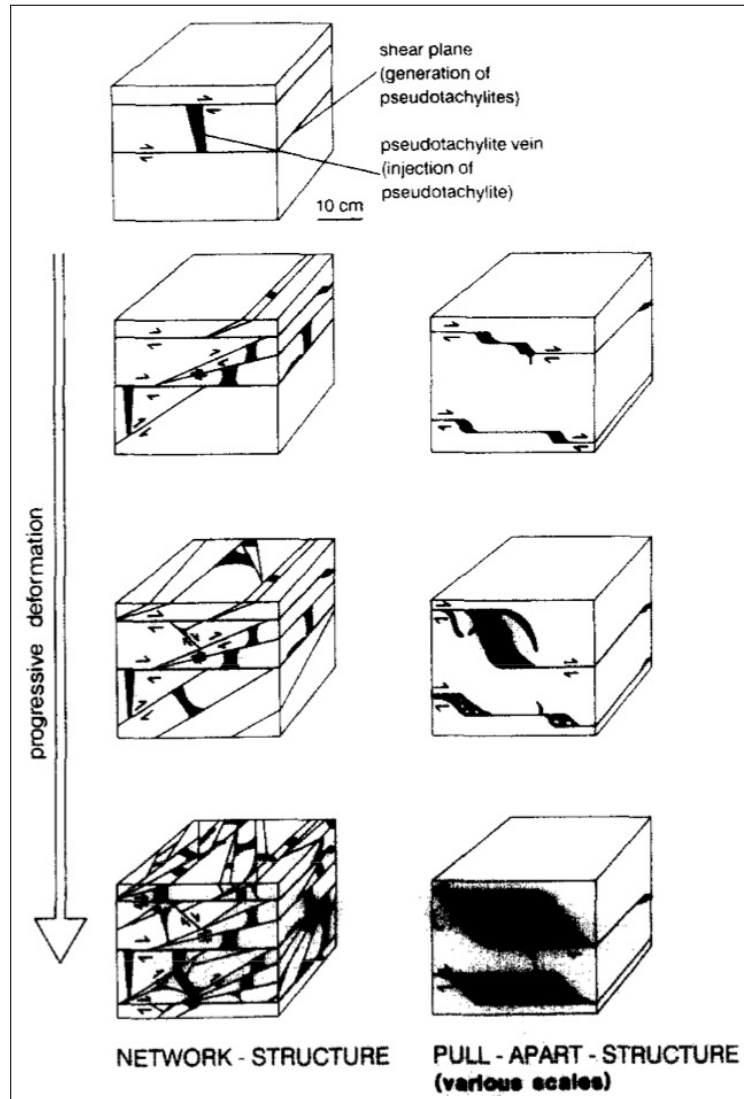 shear plane
(generation of
pseudotachylites)
pseudotachylite vein
(injection of
pseudotachylite)
10 cm
progressive deformation
NETWORK - STRUCTURE
PULL - APART - STRUCTURE
(various scales)